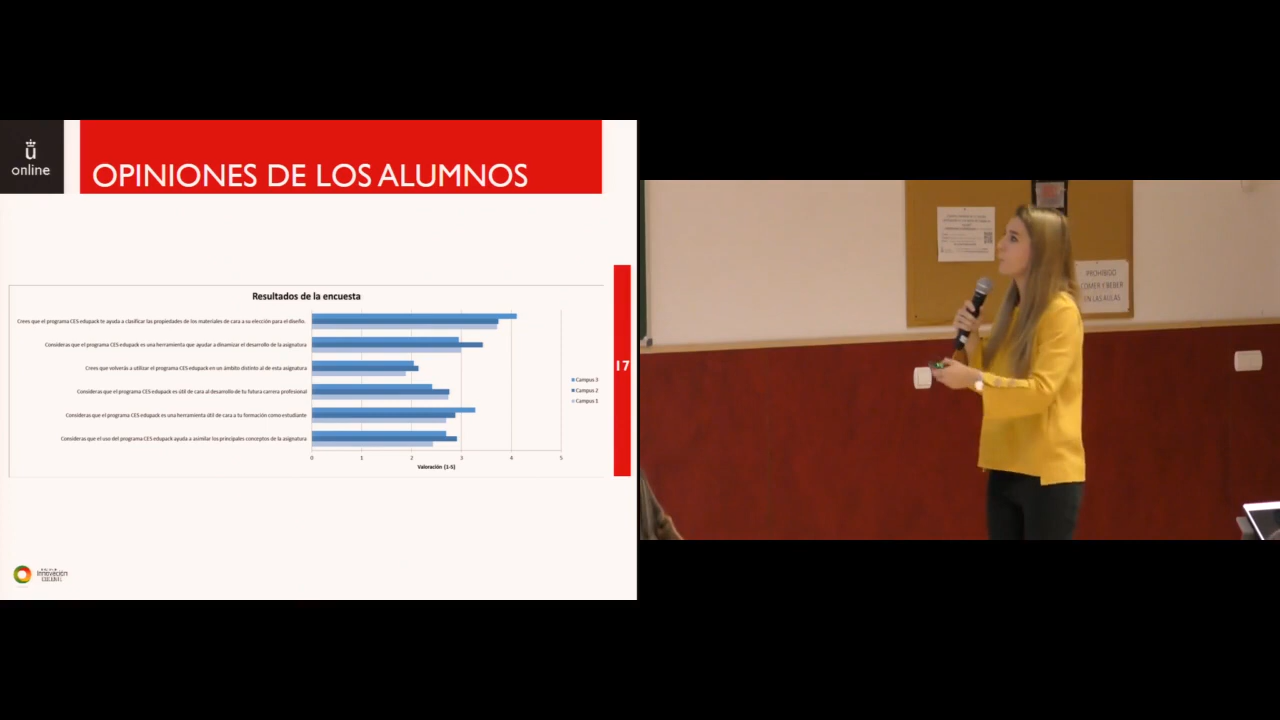 ü
online
OPINIONES DE LOS ALUMNOS
Resultados de la encuesta
Crees que el programa CES edupack te ayuda a clasificar las propiedades de los materiales de cara a su elección para el diseño.
Consideras que el programa CES edupack es una herramienta que ayudar a dinamizar el desarrollo de la asignatura
Crees que volverás a utilizar el programa CES edupack en un ámbito distinto al de esta asignatura
Consideras que el programa CES edupack es útil de cara al desarrollo de tu futura carrera profesional
Consideras que el programa CES edupack es una herramienta útil de cara a tu formación como estudiante
Consideras que el uso del programa CES edupack ayuda a asimilar los principales conceptos de la asignatura
0 1 2 3 4 5
Valoración (1-5)
Campus 3
Campus 2
Campus 1
17
innovación
PROHIBIDO
COMER Y BEBER
EN LAS AULAS